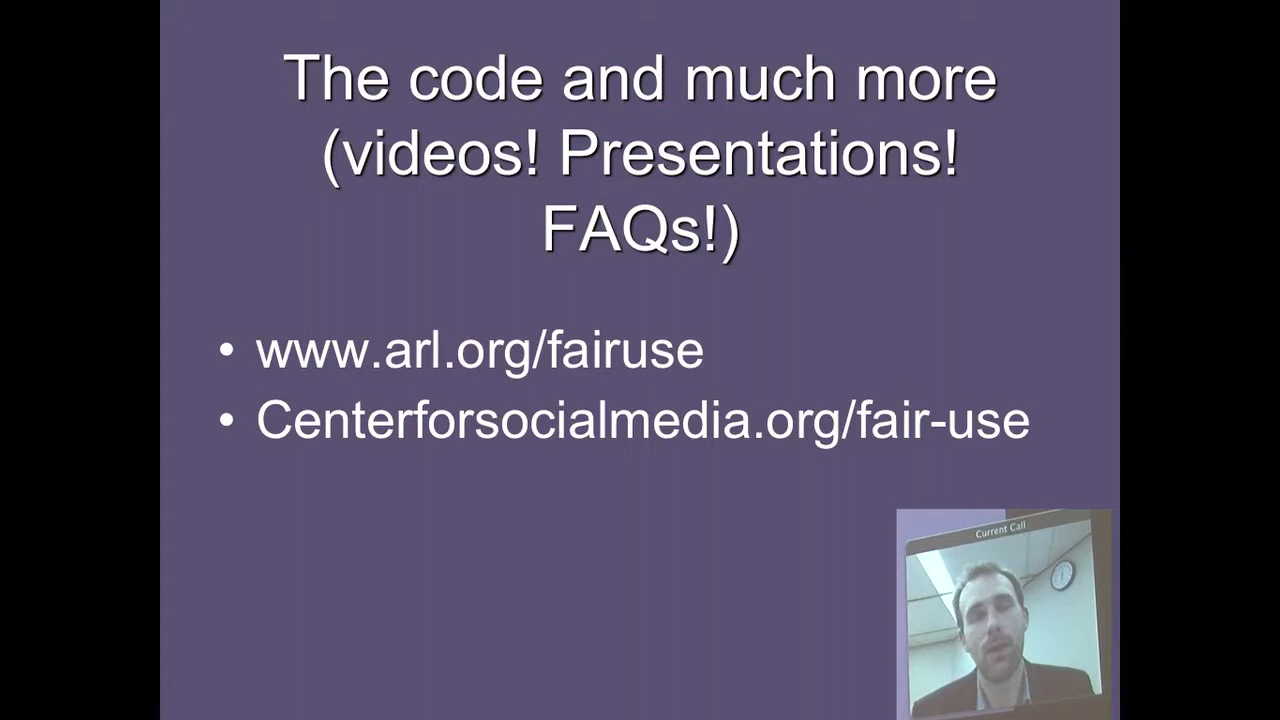 The code and much more
(videos! Presentations!
FAQs!)
• www.arl.org/fairuse
• Centerforsocialmedia.org/fair-use
Current Call